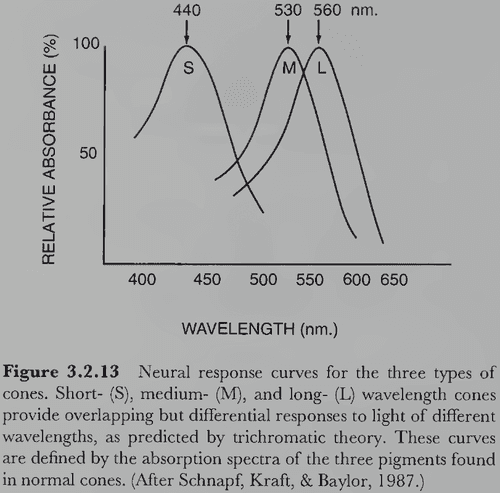 440 530 560 nm.
100
S M L
50
RELATIVE ABSORBANCE (%)
400 450 500 550 600 650
WAVELENGTH (nm.)
Figure 3.2.13 Neural response curves for the three types of
cones. Short- (S), medium- (M), and long- (L) wavelength cones
provide overlapping but differential responses to light of different
wavelengths, as predicted by trichromatic theory. These curves
are defined by the absorption spectra of the three pigments found
in normal cones. (After Schnapf, Kraft, & Baylor, 1987.)